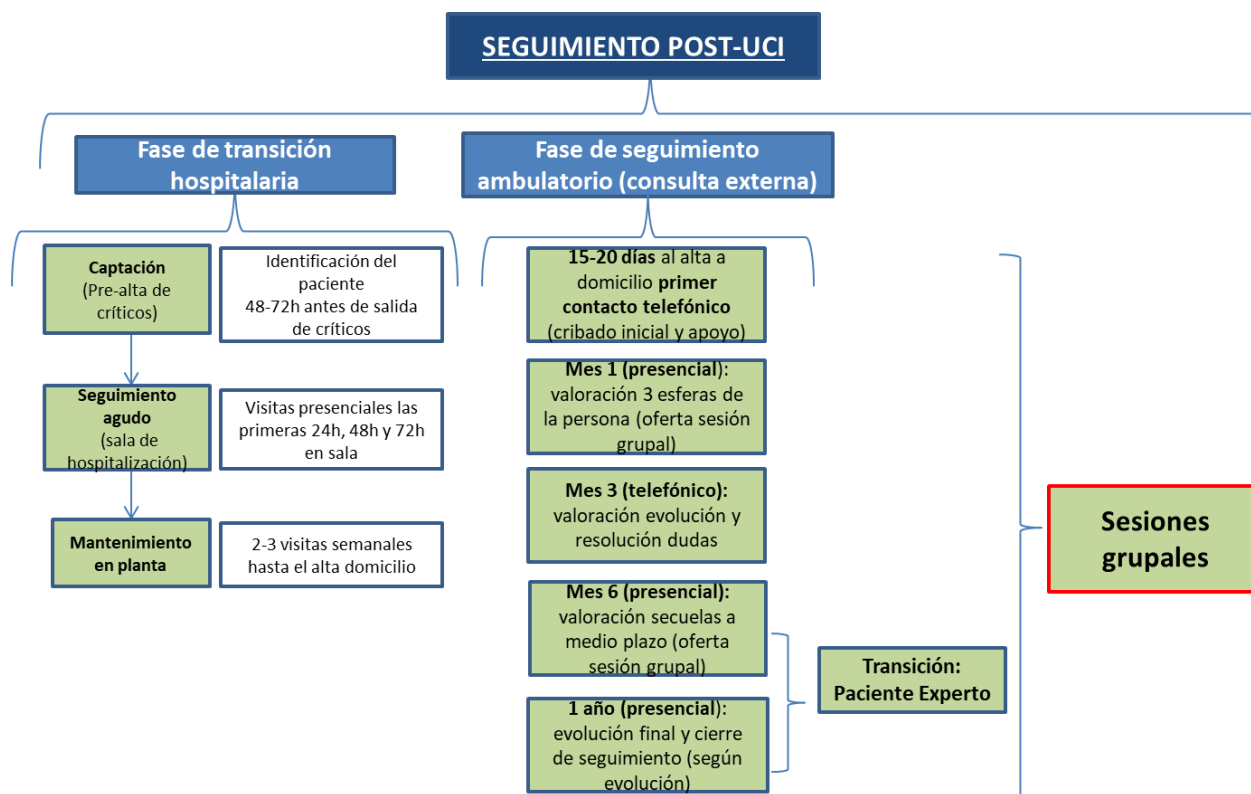 SEGUIMIENTO POST-UCI
Fase de transición
hospitalaria
Captación
(Pre-alta de
críticos)
Identificación del
paciente
48-72h antes de salida
de críticos
Seguimiento
agudo
(sala de
hospitalización)
Visitas presenciales las
primeras 24h, 48h y 72h
en sala
Mantenimiento
en planta
2-3 visitas semanales
hasta el alta domicilio
Fase de seguimiento
ambulatorio (consulta externa)
15-20 días al alta a
domicilio primer
contacto telefónico
(cribado inicial y apoyo)
Mes 1 (presencial):
valoración 3 esferas de
la persona (oferta sesión
grupal)
Mes 3 (telefónico):
valoración evolución y
resolución dudas
Mes 6 (presencial):
valoración secuelas a
medio plazo (oferta
sesión grupal)
1 año (presencial):
evolución final y cierre
de seguimiento (según
evolución)
Transición:
Paciente Experto
Sesiones
grupales